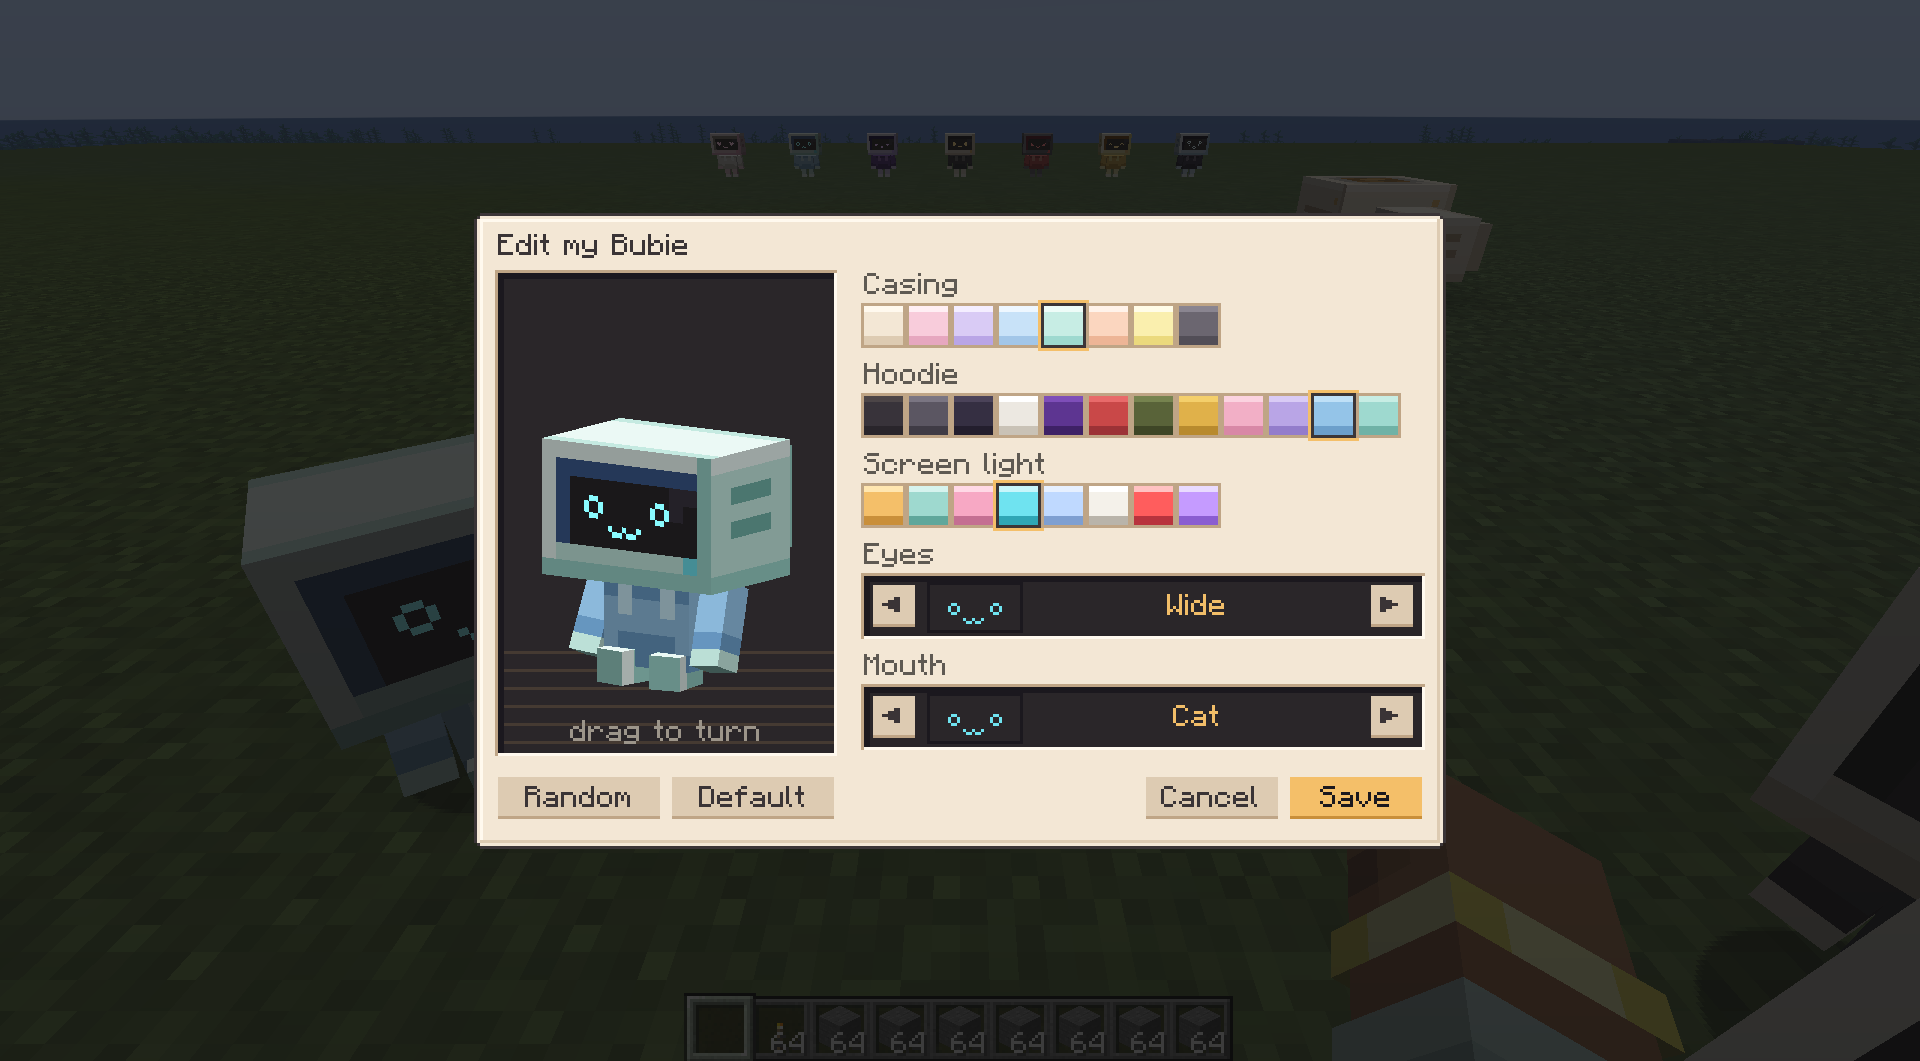 Edit my Bubie
Casing
Hoodie
Screen light
Eyes
Wide
Mouth
Cat
drag to turn
Random
Default
Cancel
Save
64 64 64 64 64 64 64 64